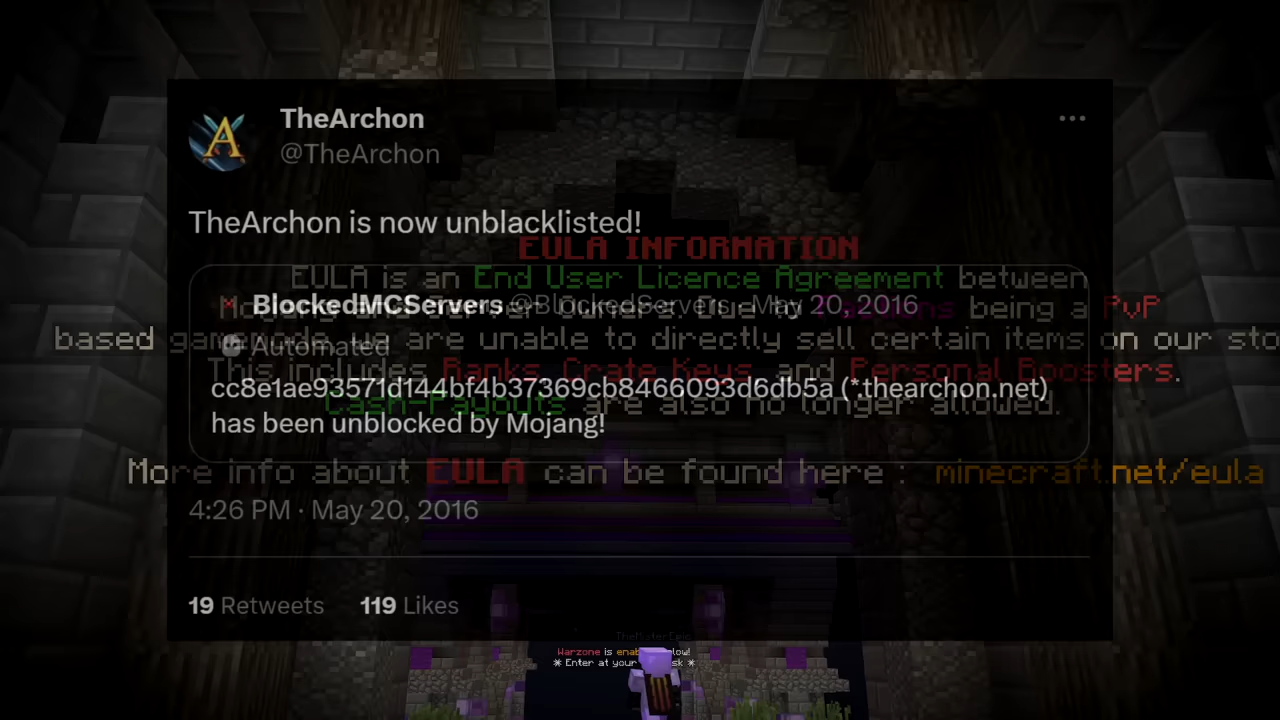 TheArchon
@TheArchon
TheArchon is now unblacklisted!
EULA INFORMATION
EULA is an End User Licence Agreement between
BlockedMCServers @BlockedServers · May 20, 2016
being a PvP
Automated
based are unable to directly sell certain items on our sto
This includes Ranks, Crate Keys, and Personal Boosters.
cc8e1ae93571d144bf4b37369cb8466093d6db5a (*.thearchon.net)
Cash-Payouts are also no longer allowed.
has been unblocked by Mojang!
More info about EULA can be found here : minecraft.net/eula
4:26 PM · May 20, 2016
19 Retweets 119 Likes
Warzone is
* Enter at your